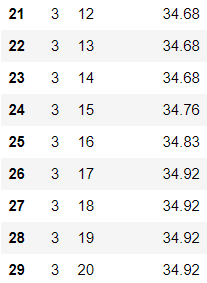 21 3 12 34.68
22 3 13 34.68
23 3 14 34.68
24 3 15 34.76
25 3 16 34.83
26 3 17 34.92
27 3 18 34.92
28 3 19 34.92
29 3 20 34.92